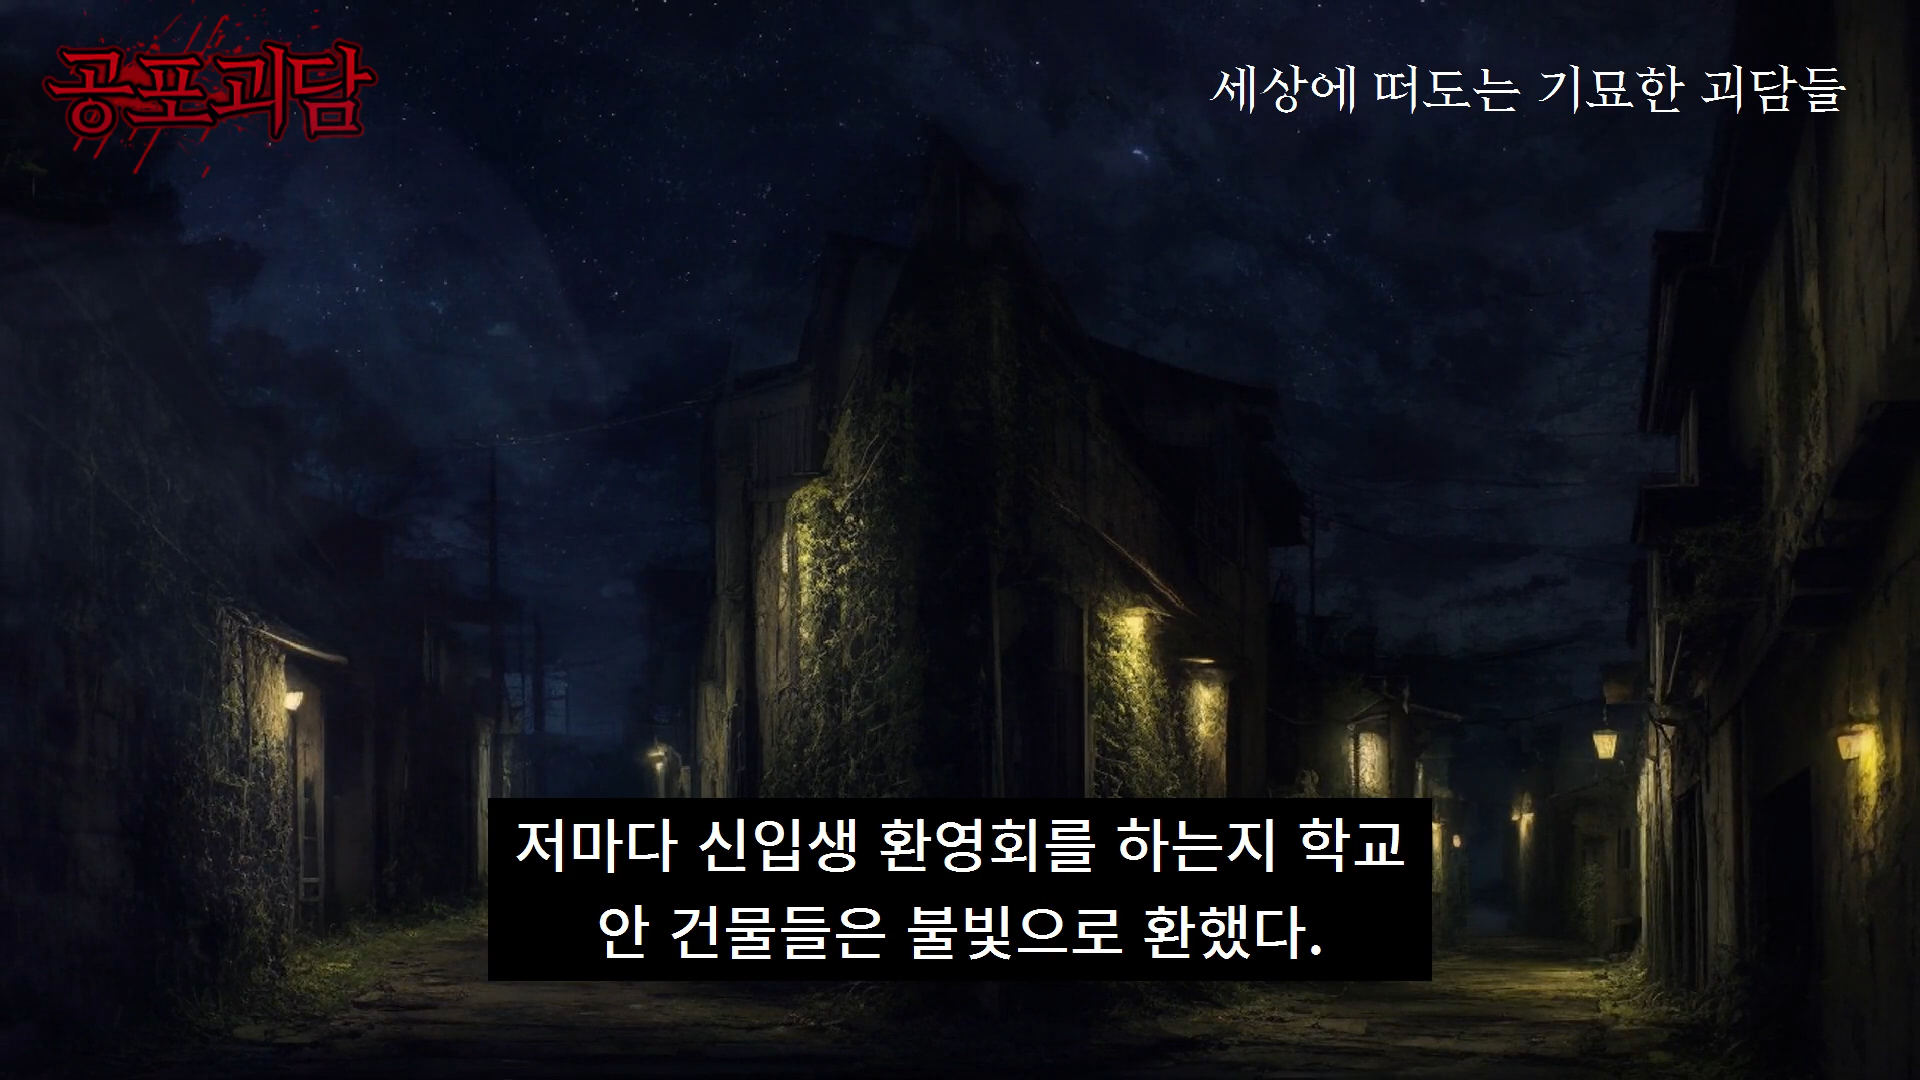 공포괴담
세상에 떠도는 기묘한 괴담들
저마다 신입생 환영회를 하는지 학교
안 건물들은 불빛으로 환했다.